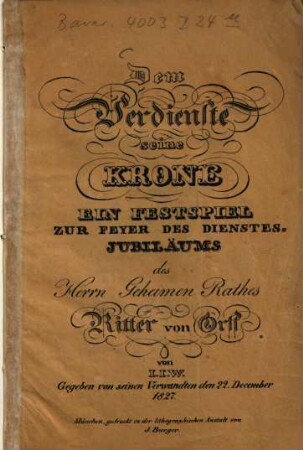 Bavar. 4003 Z 24
Dem
Verdienste
seine
KRONE
EIN FESTSPIEL
ZUR FEYER DES DIENSTES-
JUBILÄUMS
des
Herrn Geheimen Rathes
Ritter von Orff
von
I.I.W.
Gegeben von seinen Verwandten den 22. December
1827.
München, gedruckt in der lithographischen Anstalt von
J. Buerger.